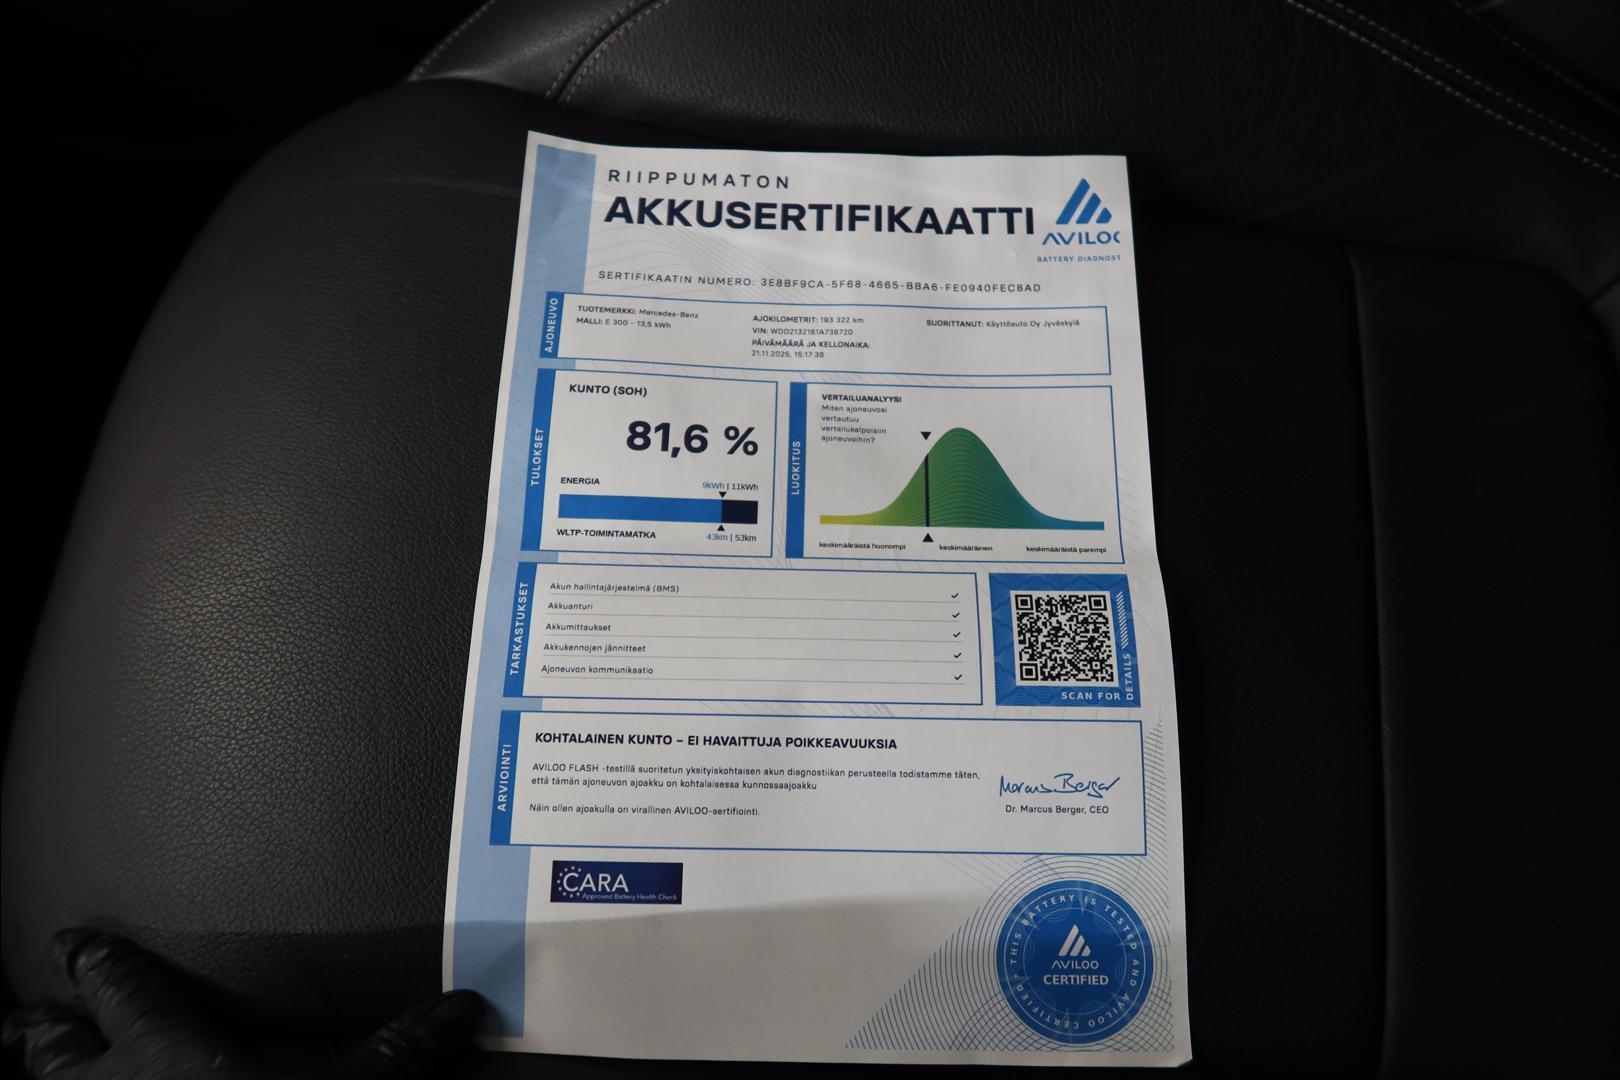 RIIPPUMATON
AKKUSERTIFIKAATTI
AVILOO
BATTERY DIAGNOST
SERTIFIKAATIN NUMERO: 3E8BF9CA-5F68-4665-BBA6-FE0940FEC8AD
AJONEUVO
TUOTEMERKKI: Mercedes-Benz
MALLI: E 300 - 13,5 kWh
AJOKILOMETRIT: 193 322 km
VIN: WDD2132161A736720
PÄIVÄMÄÄRÄ JA KELLONAIKA:
21.11.2025, 15:17:38
SUORITTANUT: Käyttöauto Oy Jyväskylä
TULOKSET
KUNTO (SOH)
81,6 %
ENERGIA
9kWh | 11kWh
WLTP-TOIMINTAMATKA
43km | 53km
LUOKITUS
VERTAILUANALYYSI
Miten ajoneuvosi
vertautuu
vertailukelpoisiin
ajoneuvoihin?
keskimääräistä huonompi
keskimääräinen
keskimääräistä parempi
TARKASTUKSET
Akun hallintajärjestelmä (BMS)
Akkuanturi
Akkumittaukset
Akkukennojen jännitteet
Ajoneuvon kommunikaatio
SCAN FOR
DETAILS
ARVIOINTI
KOHTALAINEN KUNTO – EI HAVAITTUJA POIKKEAVUUKSIA
AVILOO FLASH -testillä suoritetun yksityiskohtaisen akun diagnostiikan perusteella todistamme täten,
että tämän ajoneuvon ajoakku on kohtalaisessa kunnossaajoakku
Näin ollen ajoakulla on virallinen AVILOO-sertifiointi.
Marcus Berger
Dr. Marcus Berger, CEO
CARA
Approved Battery Health Check
THIS BATTERY IS TESTED AND AVILOO CERTIFIED
AVILOO
CERTIFIED